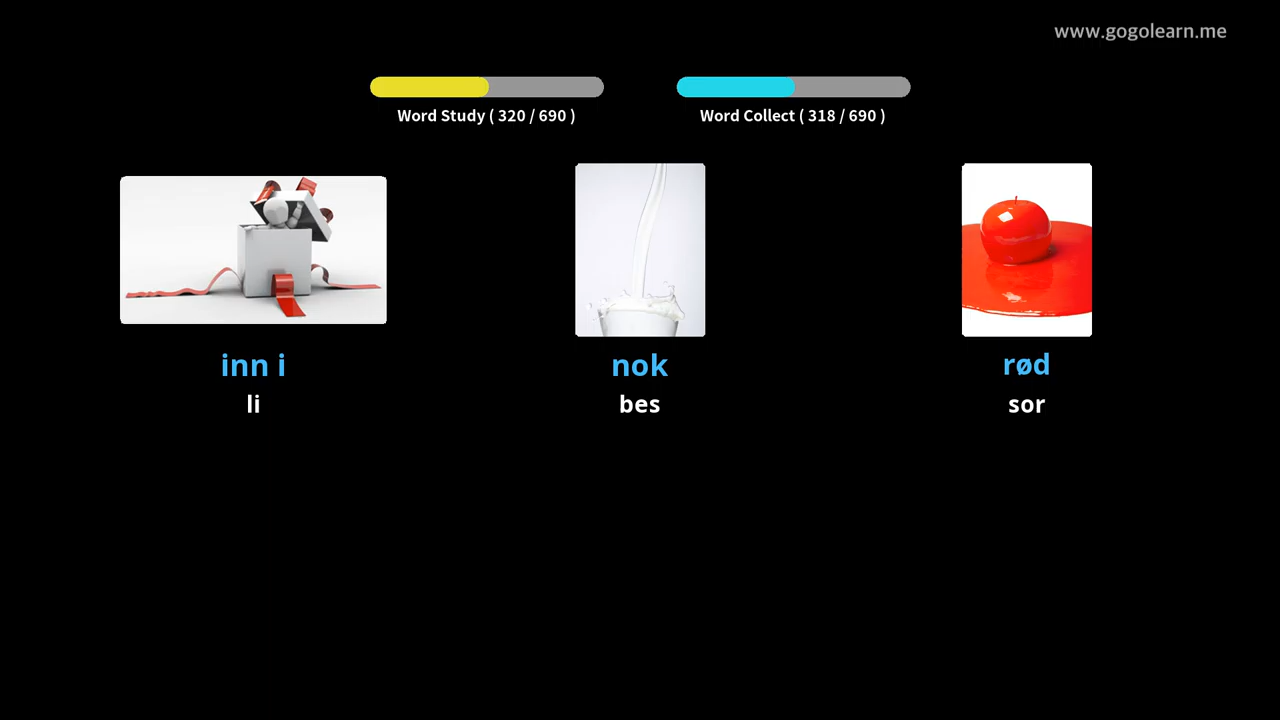 www.gogolearn.me
Word Study ( 320 / 690 )
Word Collect ( 318 / 690 )
inn i
nok
rød
li
bes
sor